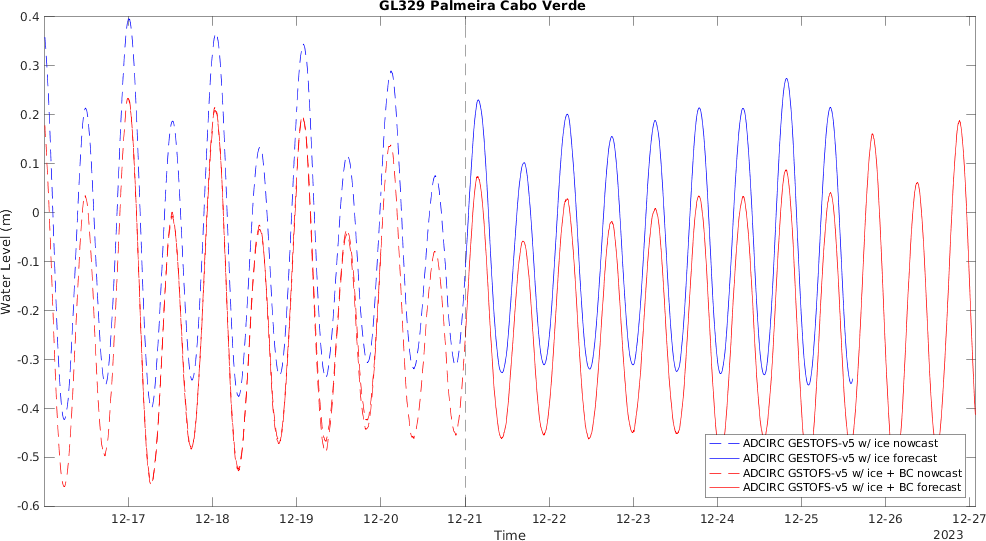 GL329 Palmeira Cabo Verde
0.4
0.3
0.2
0.1
0
-0.1
-0.2
-0.3
-0.4
-0.5
-0.6
Water Level (m)
ADCIRC GESTOFS-v5 w/ ice nowcast
ADCIRC GESTOFS-v5 w/ ice forecast
ADCIRC GSTOFS-v5 w/ ice + BC nowcast
ADCIRC GSTOFS-v5 w/ ice + BC forecast
12-17 12-18 12-19 12-20 12-21 12-22 12-23 12-24 12-25 12-26 12-27
Time
2023